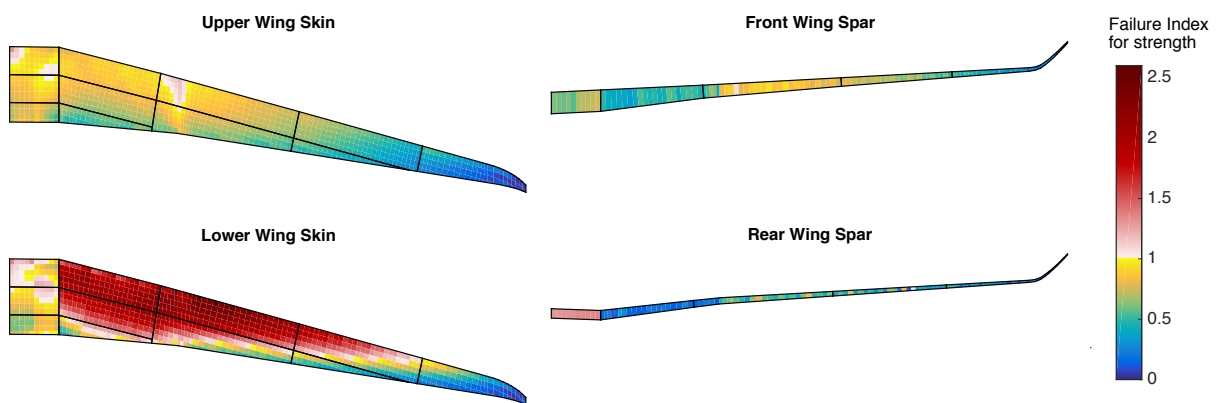 Upper Wing Skin
Front Wing Spar
Failure Index
for strength
2.5
2
1.5
1
0.5
0
Lower Wing Skin
Rear Wing Spar